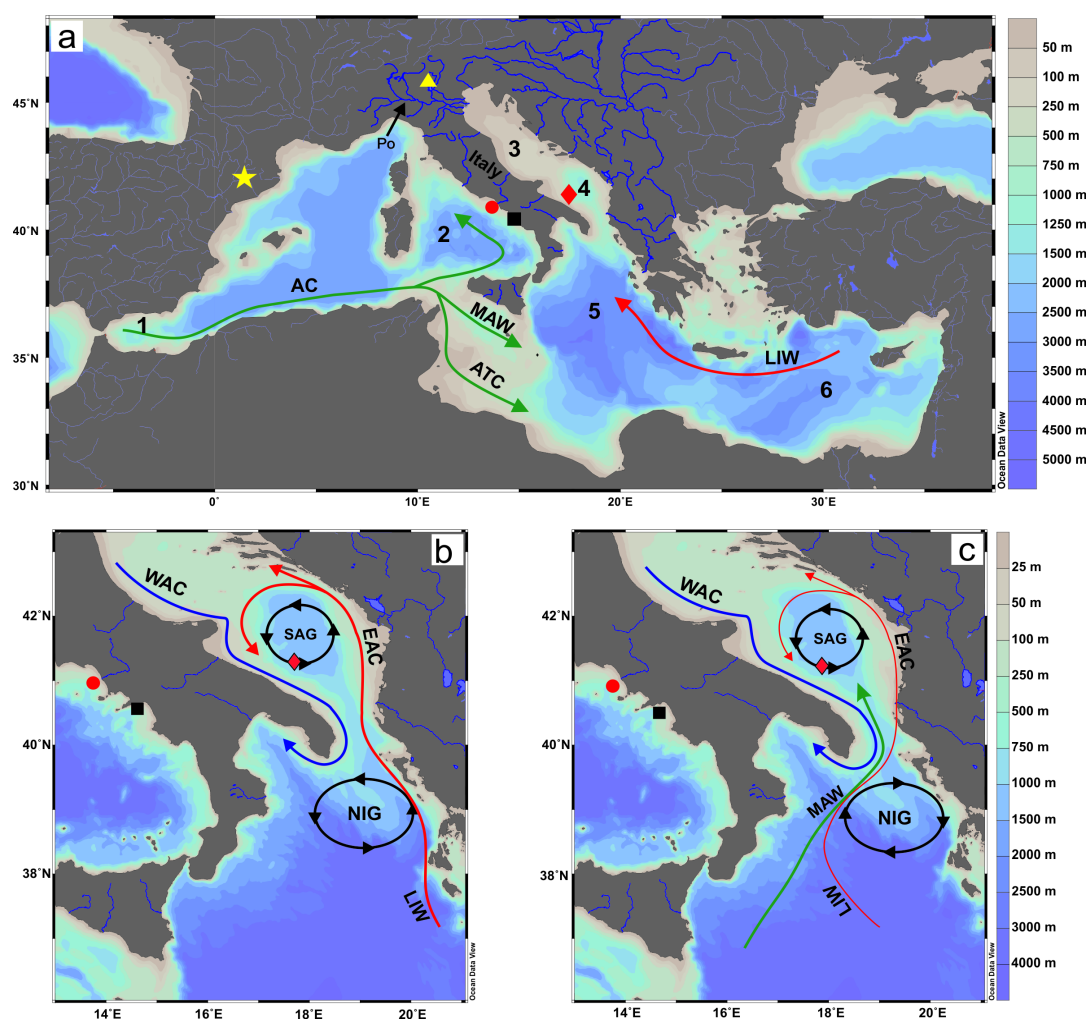 a
50 m
100 m
250 m
500 m
750 m
1000 m
1250 m
1500 m
2000 m
2500 m
3000 m
3500 m
4000 m
4500 m
5000 m
45°N
40°N
35°N
30°N
0°
10°E
20°E
30°E
Po
Italy
3
4
2
AC
1
MAW
ATC
5
LIW
6
Ocean Data View
b
WAC
SAG
EAC
NIG
LIW
42°N
40°N
38°N
14°E
16°E
18°E
20°E
Ocean Data View
c
WAC
SAG
EAC
MAW
NIG
LIW
42°N
40°N
38°N
14°E
16°E
18°E
20°E
Ocean Data View
25 m
50 m
100 m
250 m
500 m
750 m
1000 m
1500 m
2000 m
2500 m
3000 m
4000 m